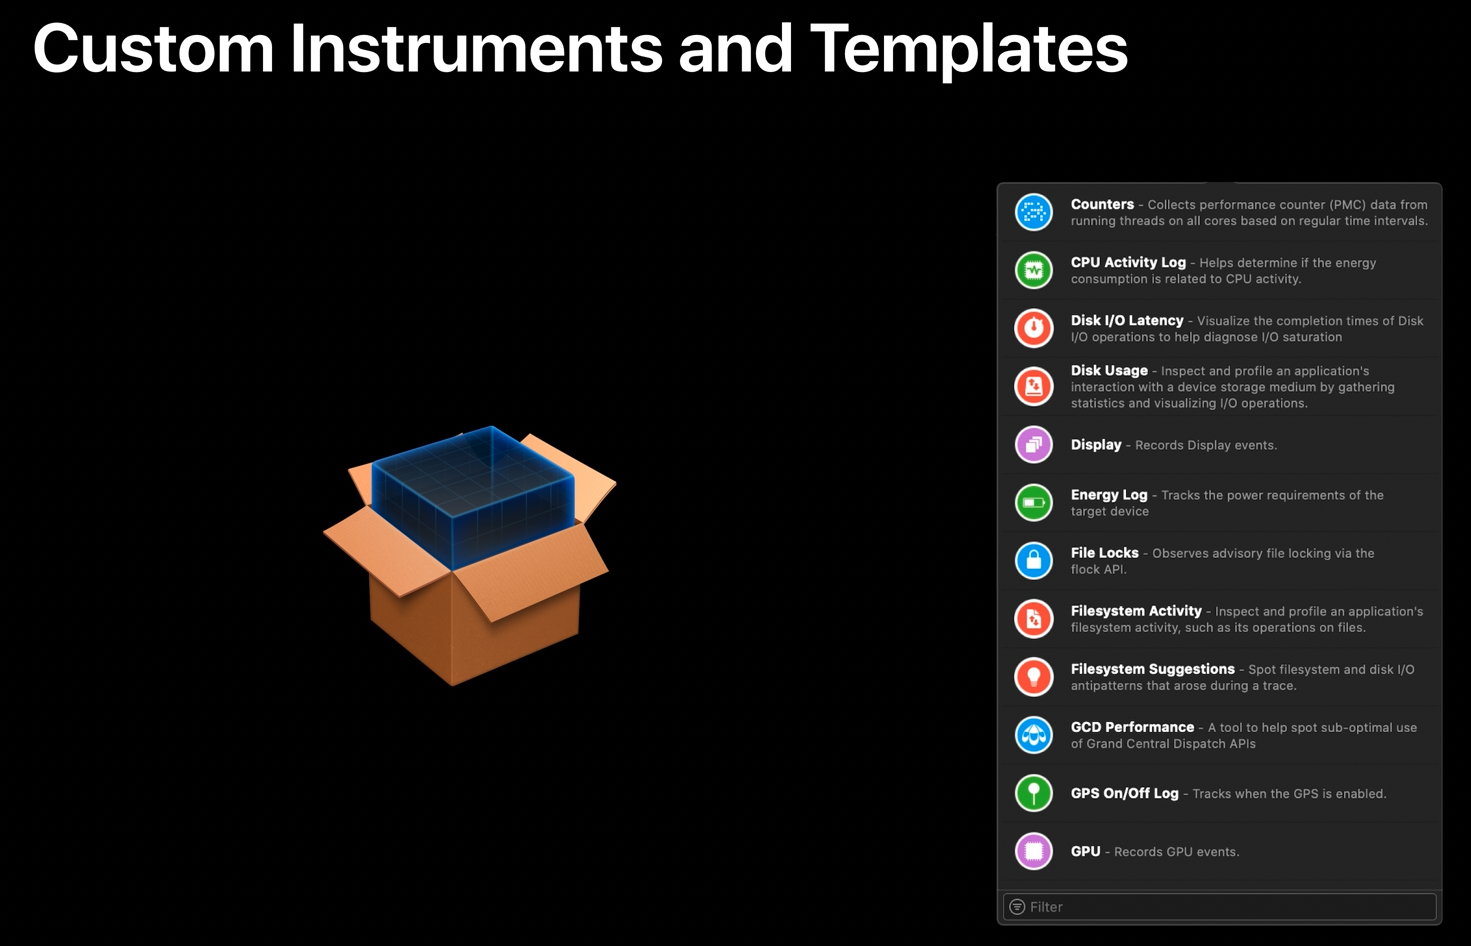 Custom Instruments and Templates
Counters - Collects performance counter (PMC) data from
running threads on all cores based on regular time intervals.
CPU Activity Log - Helps determine if the energy
consumption is related to CPU activity.
Disk I/O Latency - Visualize the completion times of Disk
I/O operations to help diagnose I/O saturation
Disk Usage - Inspect and profile an application's
interaction with a device storage medium by gathering
statistics and visualizing I/O operations.
Display - Records Display events.
Energy Log - Tracks the power requirements of the
target device
File Locks - Observes advisory file locking via the
flock API.
Filesystem Activity - Inspect and profile an application's
filesystem activity, such as its operations on files.
Filesystem Suggestions - Spot filesystem and disk I/O
antipatterns that arose during a trace.
GCD Performance - A tool to help spot sub-optimal use
of Grand Central Dispatch APIs
GPS On/Off Log - Tracks when the GPS is enabled.
GPU - Records GPU events.
Filter